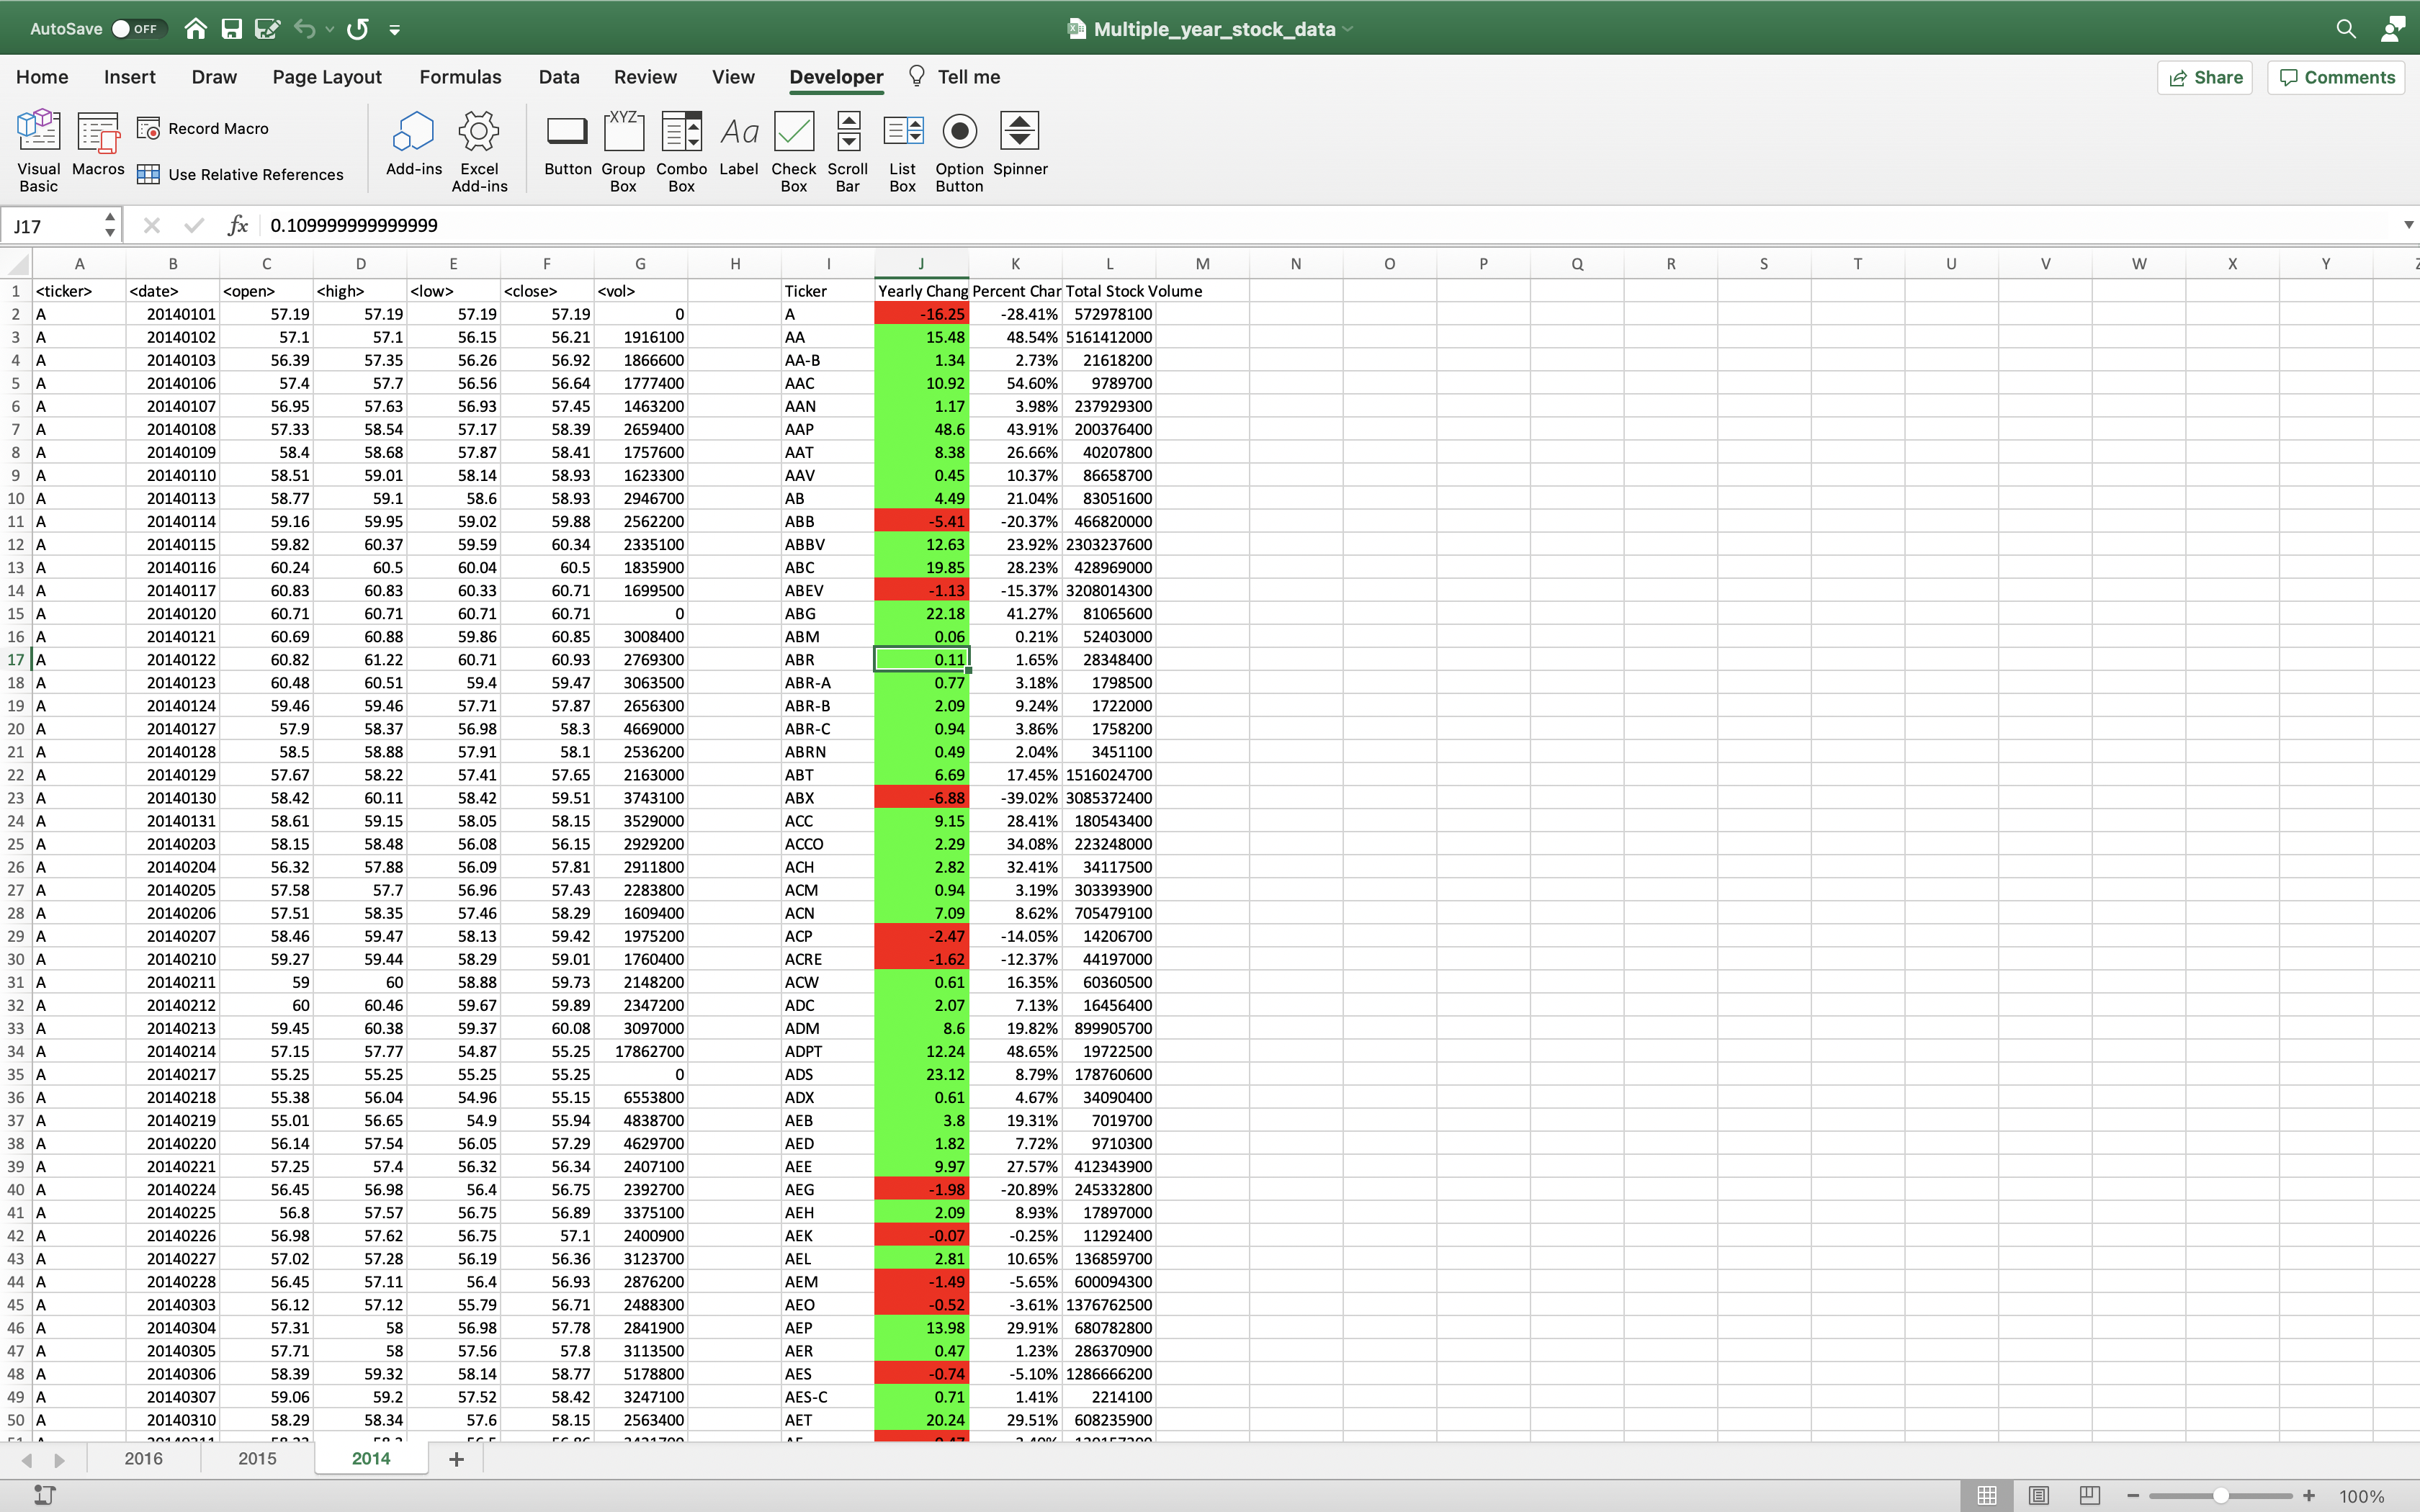 AutoSave OFF Multiple_year_stock_data
Home Insert Draw Page Layout Formulas Data Review View Developer Tell me Share Comments
Visual Basic Macros Record Macro Use Relative References Add-ins Excel Add-ins Button Group Box Combo Box Label Check Box Scroll Bar List Box Option Button Spinner
XYZ Aa
J17 fx 0.109999999999999
A B C D E F G H I J K L M N O P Q R S T U V W X Y
1 <ticker> <date> <open> <high> <low> <close> <vol> Ticker Yearly Chang Percent Char Total Stock Volume
2 A 20140101 57.19 57.19 57.19 57.19 0 A -16.25 -28.41% 572978100
3 A 20140102 57.1 57.1 56.15 56.21 1916100 AA 15.48 48.54% 5161412000
4 A 20140103 56.39 57.35 56.26 56.92 1866600 AA-B 1.34 2.73% 21618200
5 A 20140106 57.4 57.7 56.56 56.64 1777400 AAC 10.92 54.60% 9789700
6 A 20140107 56.95 57.63 56.93 57.45 1463200 AAN 1.17 3.98% 237929300
7 A 20140108 57.33 58.54 57.17 58.39 2659400 AAP 48.6 43.91% 200376400
8 A 20140109 58.4 58.68 57.87 58.41 1757600 AAT 8.38 26.66% 40207800
9 A 20140110 58.51 59.01 58.14 58.93 1623300 AAV 0.45 10.37% 86658700
10 A 20140113 58.77 59.1 58.6 58.93 2946700 AB 4.49 21.04% 83051600
11 A 20140114 59.16 59.95 59.02 59.88 2562200 ABB -5.41 -20.37% 466820000
12 A 20140115 59.82 60.37 59.59 60.34 2335100 ABBV 12.63 23.92% 2303237600
13 A 20140116 60.24 60.5 60.04 60.5 1835900 ABC 19.85 28.23% 428969000
14 A 20140117 60.83 60.83 60.33 60.71 1699500 ABEV -1.13 -15.37% 3208014300
15 A 20140120 60.71 60.71 60.71 60.71 0 ABG 22.18 41.27% 81065600
16 A 20140121 60.69 60.88 59.86 60.85 3008400 ABM 0.06 0.21% 52403000
17 A 20140122 60.82 61.22 60.71 60.93 2769300 ABR 0.11 1.65% 28348400
18 A 20140123 60.48 60.51 59.4 59.47 3063500 ABR-A 0.77 3.18% 1798500
19 A 20140124 59.46 59.46 57.71 57.87 2656300 ABR-B 2.09 9.24% 1722000
20 A 20140127 57.9 58.37 56.98 58.3 4669000 ABR-C 0.94 3.86% 1758200
21 A 20140128 58.5 58.88 57.91 58.1 2536200 ABRN 0.49 2.04% 3451100
22 A 20140129 57.67 58.22 57.41 57.65 2163000 ABT 6.69 17.45% 1516024700
23 A 20140130 58.42 60.11 58.42 59.51 3743100 ABX -6.88 -39.02% 3085372400
24 A 20140131 58.61 59.15 58.05 58.15 3529000 ACC 9.15 28.41% 180543400
25 A 20140203 58.15 58.48 56.08 56.15 2929200 ACCO 2.29 34.08% 223248000
26 A 20140204 56.32 57.88 56.09 57.81 2911800 ACH 2.82 32.41% 34117500
27 A 20140205 57.58 57.7 56.96 57.43 2283800 ACM 0.94 3.19% 303393900
28 A 20140206 57.51 58.35 57.46 58.29 1609400 ACN 7.09 8.62% 705479100
29 A 20140207 58.46 59.47 58.13 59.42 1975200 ACP -2.47 -14.05% 14206700
30 A 20140210 59.27 59.44 58.29 59.01 1760400 ACRE -1.62 -12.37% 44197000
31 A 20140211 59 60 58.88 59.73 2148200 ACW 0.61 16.35% 60360500
32 A 20140212 60 60.46 59.67 59.89 2347200 ADC 2.07 7.13% 16456400
33 A 20140213 59.45 60.38 59.37 60.08 3097000 ADM 8.6 19.82% 899905700
34 A 20140214 57.15 57.77 54.87 55.25 17862700 ADPT 12.24 48.65% 19722500
35 A 20140217 55.25 55.25 55.25 55.25 0 ADS 23.12 8.79% 178760600
36 A 20140218 55.38 56.04 54.96 55.15 6553800 ADX 0.61 4.67% 34090400
37 A 20140219 55.01 56.65 54.9 55.94 4838700 AEB 3.8 19.31% 7019700
38 A 20140220 56.14 57.54 56.05 57.29 4629700 AED 1.82 7.72% 9710300
39 A 20140221 57.25 57.4 56.32 56.34 2407100 AEE 9.97 27.57% 412343900
40 A 20140224 56.45 56.98 56.4 56.75 2392700 AEG -1.98 -20.89% 245332800
41 A 20140225 56.8 57.57 56.75 56.89 3375100 AEH 2.09 8.93% 17897000
42 A 20140226 56.98 57.62 56.75 57.1 2400900 AEK -0.07 -0.25% 11292400
43 A 20140227 57.02 57.28 56.19 56.36 3123700 AEL 2.81 10.65% 136859700
44 A 20140228 56.45 57.11 56.4 56.93 2876200 AEM -1.49 -5.65% 600094300
45 A 20140303 56.12 57.12 55.79 56.71 2488300 AEO -0.52 -3.61% 1376762500
46 A 20140304 57.31 58 56.98 57.78 2841900 AEP 13.98 29.91% 680782800
47 A 20140305 57.71 58 57.56 57.8 3113500 AER 0.47 1.23% 286370900
48 A 20140306 58.39 59.32 58.14 58.77 5178800 AES -0.74 -5.10% 1286666200
49 A 20140307 59.06 59.2 57.52 58.42 3247100 AES-C 0.71 1.41% 2214100
50 A 20140310 58.29 58.34 57.6 58.15 2563400 AET 20.24 29.51% 608235900
2016 2015 2014 +
100%